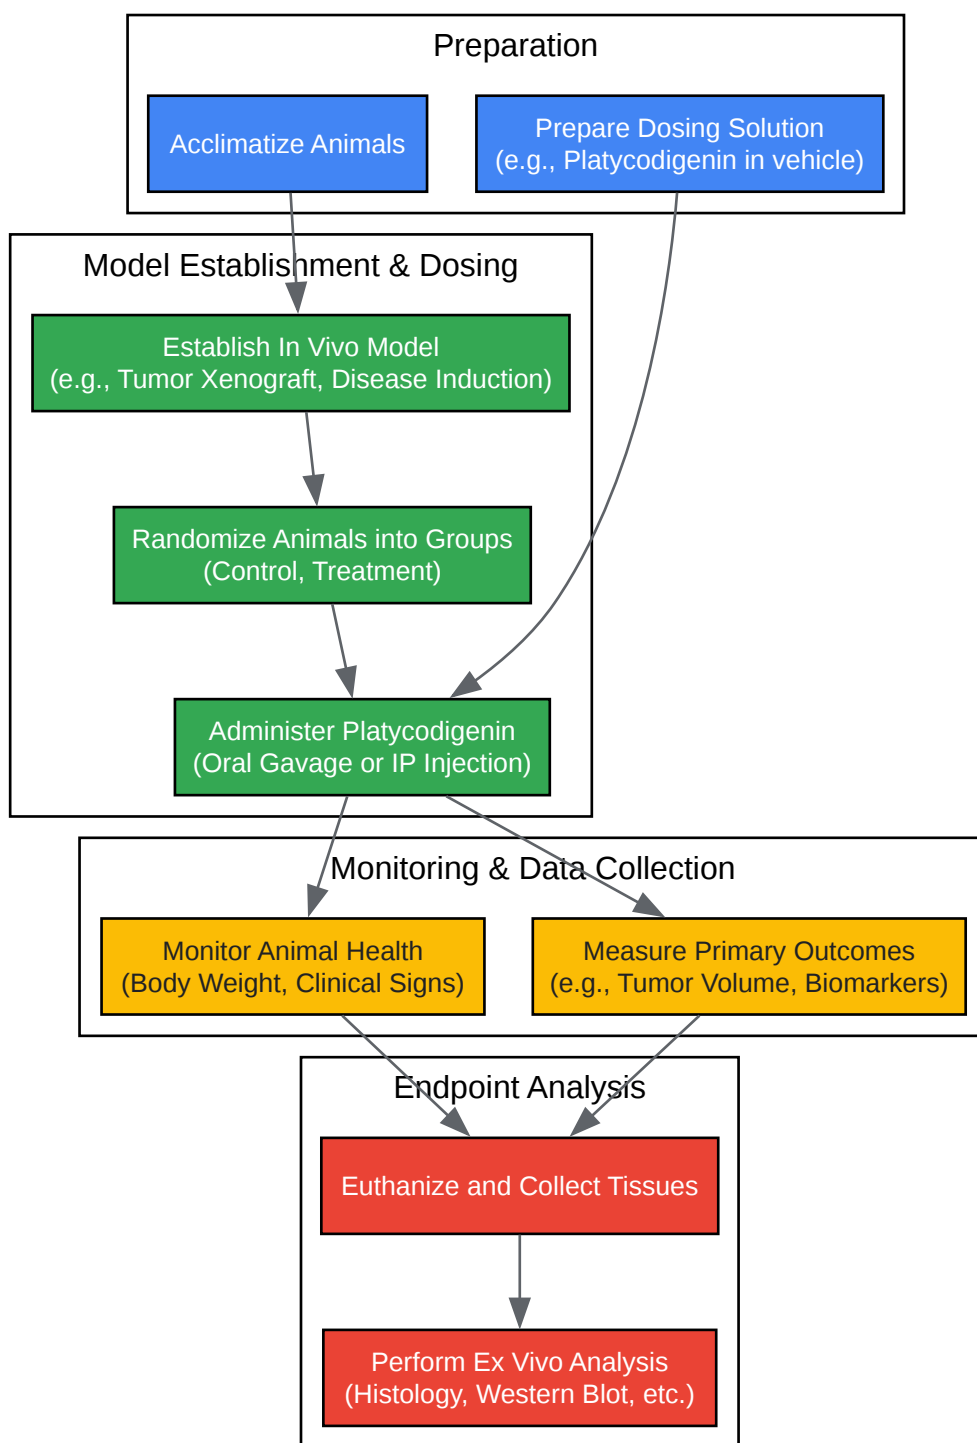 Preparation
Acclimatize Animals
Prepare Dosing Solution
(e.g., Platycodigenin in vehicle)
Model Establishment & Dosing
Establish In Vivo Model
(e.g., Tumor Xenograft, Disease Induction)
Randomize Animals into Groups
(Control, Treatment)
Administer Platycodigenin
(Oral Gavage or IP Injection)
Monitoring & Data Collection
Monitor Animal Health
(Body Weight, Clinical Signs)
Measure Primary Outcomes
(e.g., Tumor Volume, Biomarkers)
Endpoint Analysis
Euthanize and Collect Tissues
Perform Ex Vivo Analysis
(Histology, Western Blot, etc.)